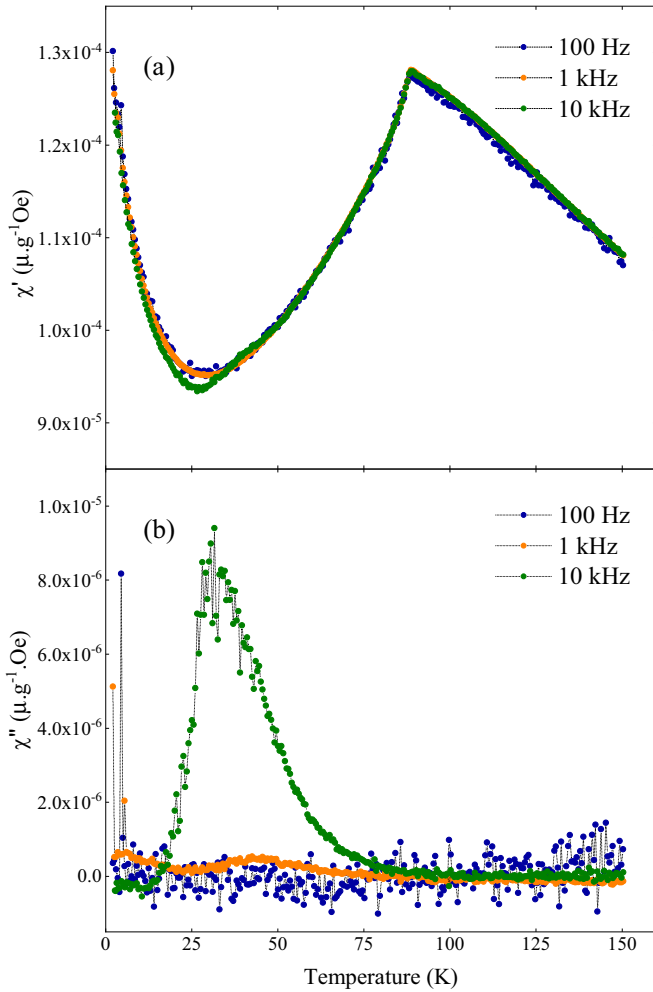 (a)
100 Hz
1 kHz
10 kHz
1.3x10⁻⁴
1.2x10⁻⁴
1.1x10⁻⁴
1.0x10⁻⁴
9.0x10⁻⁵
χ' (μ.g⁻¹Oe)
(b)
100 Hz
1 kHz
10 kHz
1.0x10⁻⁵
8.0x10⁻⁶
6.0x10⁻⁶
4.0x10⁻⁶
2.0x10⁻⁶
0.0
χ" (μ.g⁻¹.Oe)
0 25 50 75 100 125 150
Temperature (K)